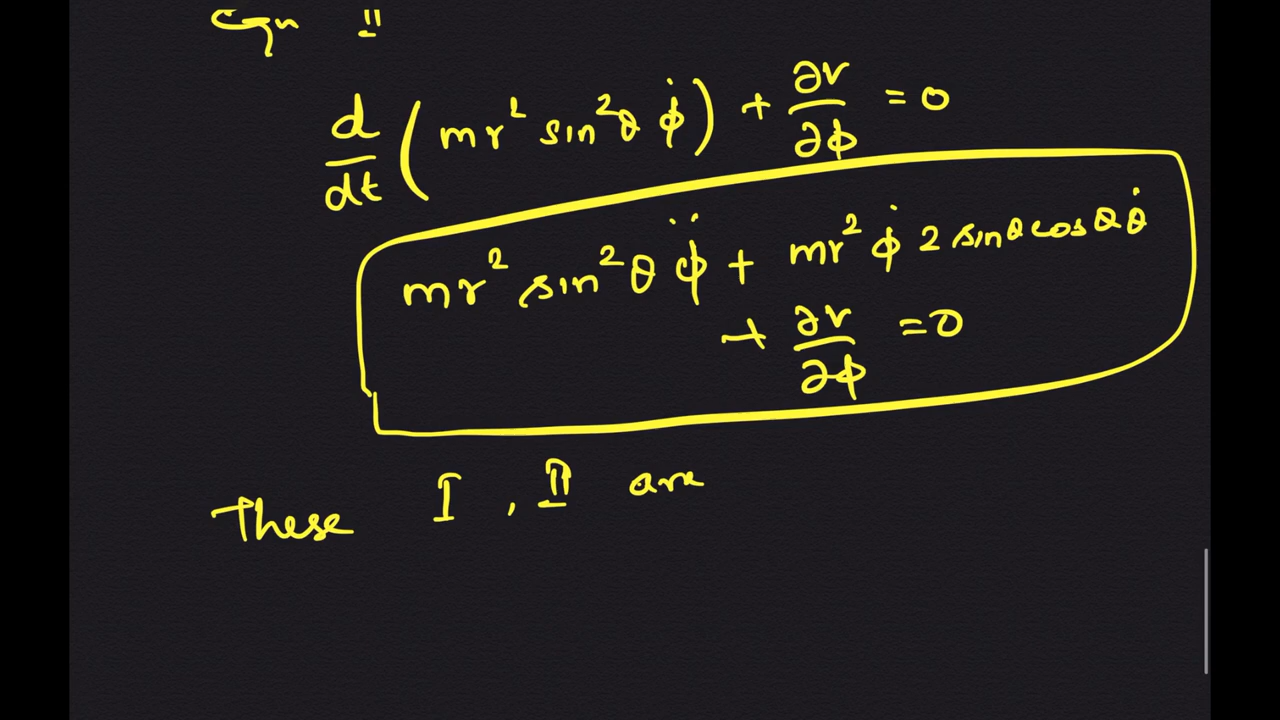 Eqn II
d/dt (mr² sin²θ φ̇) + ∂V/∂φ = 0
mr² sin²θ φ̈ + mr² φ̇ 2 sinθ cosθ θ̇
+ ∂V/∂φ = 0
These I, II are